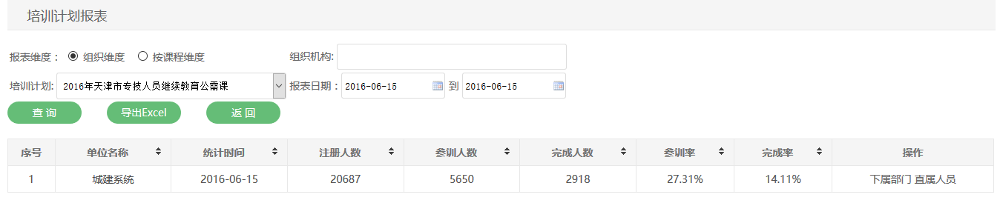 培训计划报表
报表维度： 组织维度 按课程维度 组织机构:
培训计划: 2016年天津市专技人员继续教育公需课 报表日期： 2016-06-15 到 2016-06-15
查 询 导出Excel 返 回
序号 单位名称 统计时间 注册人数 参训人数 完成人数 参训率 完成率 操作
1 城建系统 2016-06-15 20687 5650 2918 27.31% 14.11% 下属部门 直属人员